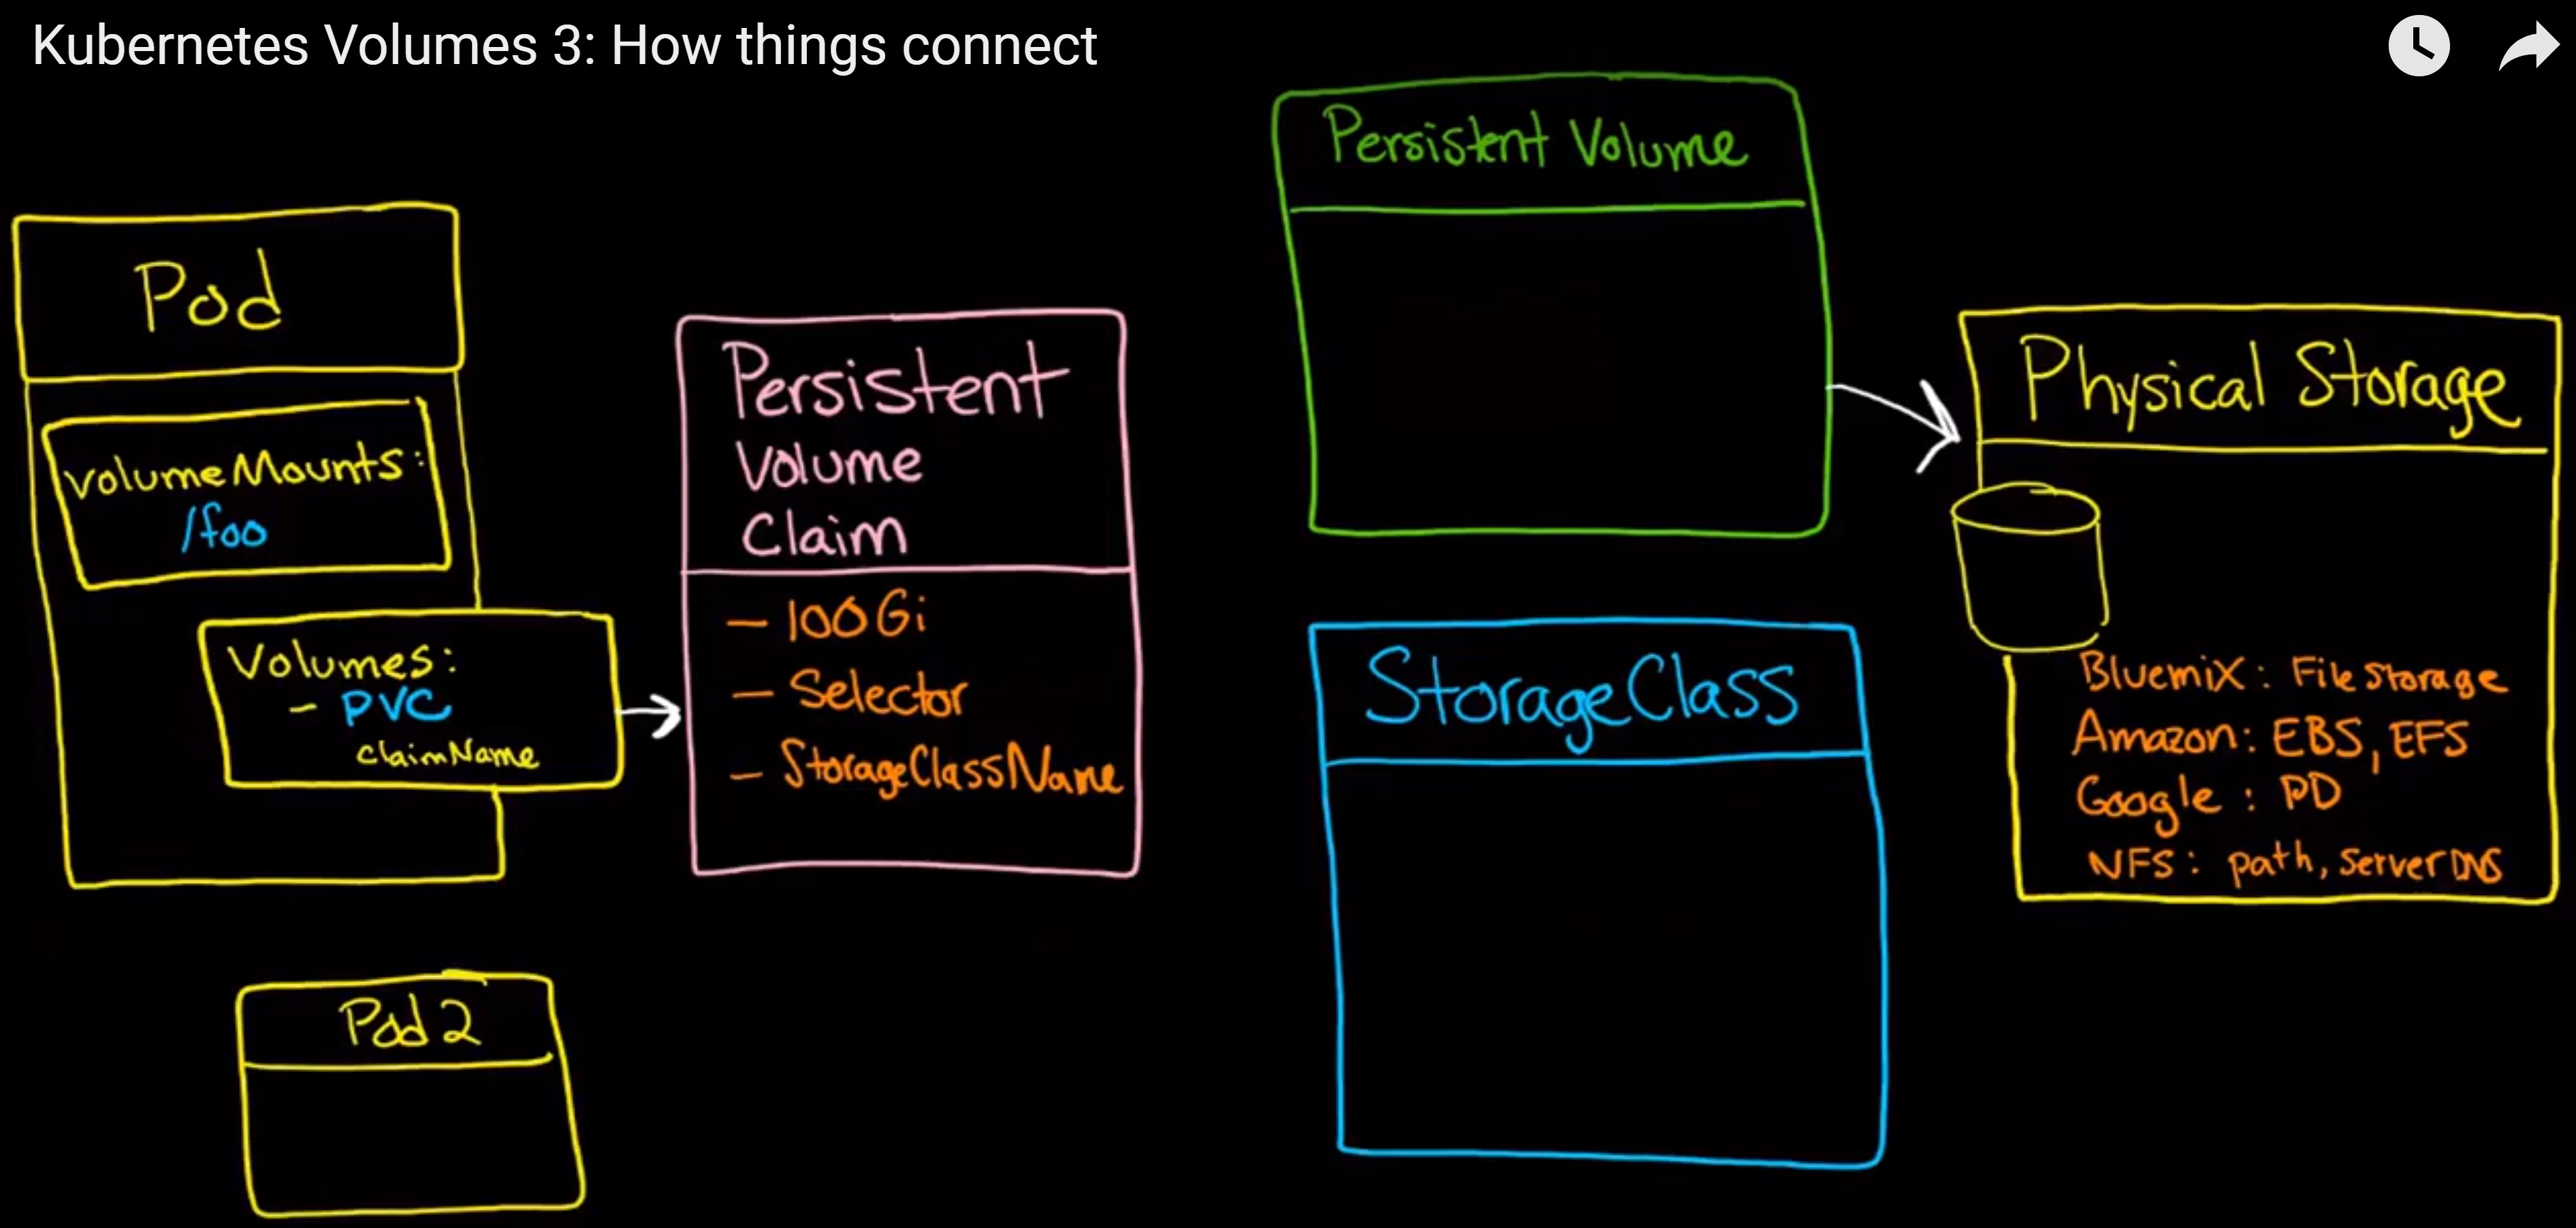 Kubernetes Volumes 3: How things connect
Pod
volumeMounts:
/foo
Volumes:
- PVC
claimName
Pod 2
Persistent
Volume
Claim
- 100Gi
- Selector
- StorageClassName
Persistent Volume
StorageClass
Physical Storage
Bluemix: File Storage
Amazon: EBS, EFS
Google: PD
NFS: path, Server DNS